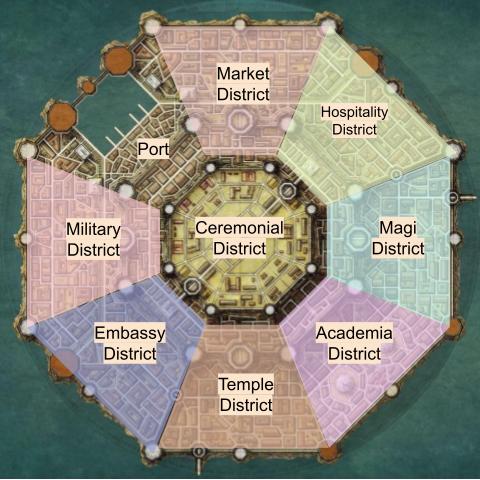 Market
District
Hospitality
District
Port
Military
District
Ceremonial
District
Magi
District
Embassy
District
Academia
District
Temple
District